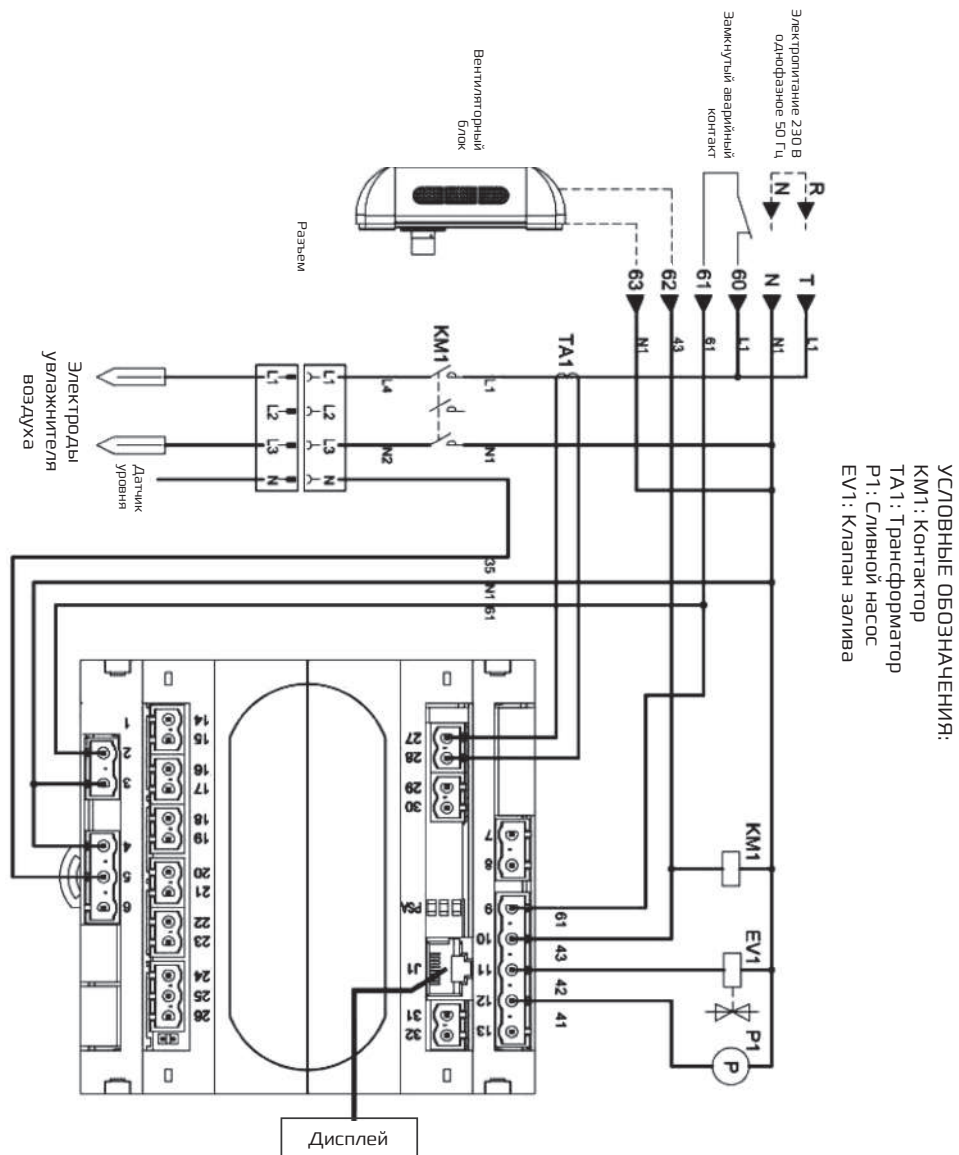 УСЛОВНЫЕ ОБОЗНАЧЕНИЯ:
KM1: Контактор
TA1: Трансформатор
P1: Сливной насос
EV1: Клапан залива
Электропитание 230 В
однофазное 50 Гц
Замкнутый аварийный
контакт
Вентиляторный
блок
Разъем
R
N
T
N
60
61
62
63
L1
N1
L1
61
43
N1
TA1
KM1
L1
N1
L4
N2
L1
L2
L3
N
L1
L2
L3
N
Электроды
увлажнителя
воздуха
Датчик
уровня
35
N1
61
KM1
EV1
P1
P
61
43
42
41
7
8
9
10
11
12
13
27
28
29
30
PSA
J1
31
32
14
15
16
17
18
19
20
21
22
23
24
25
26
1
2
3
4
5
6
Дисплей